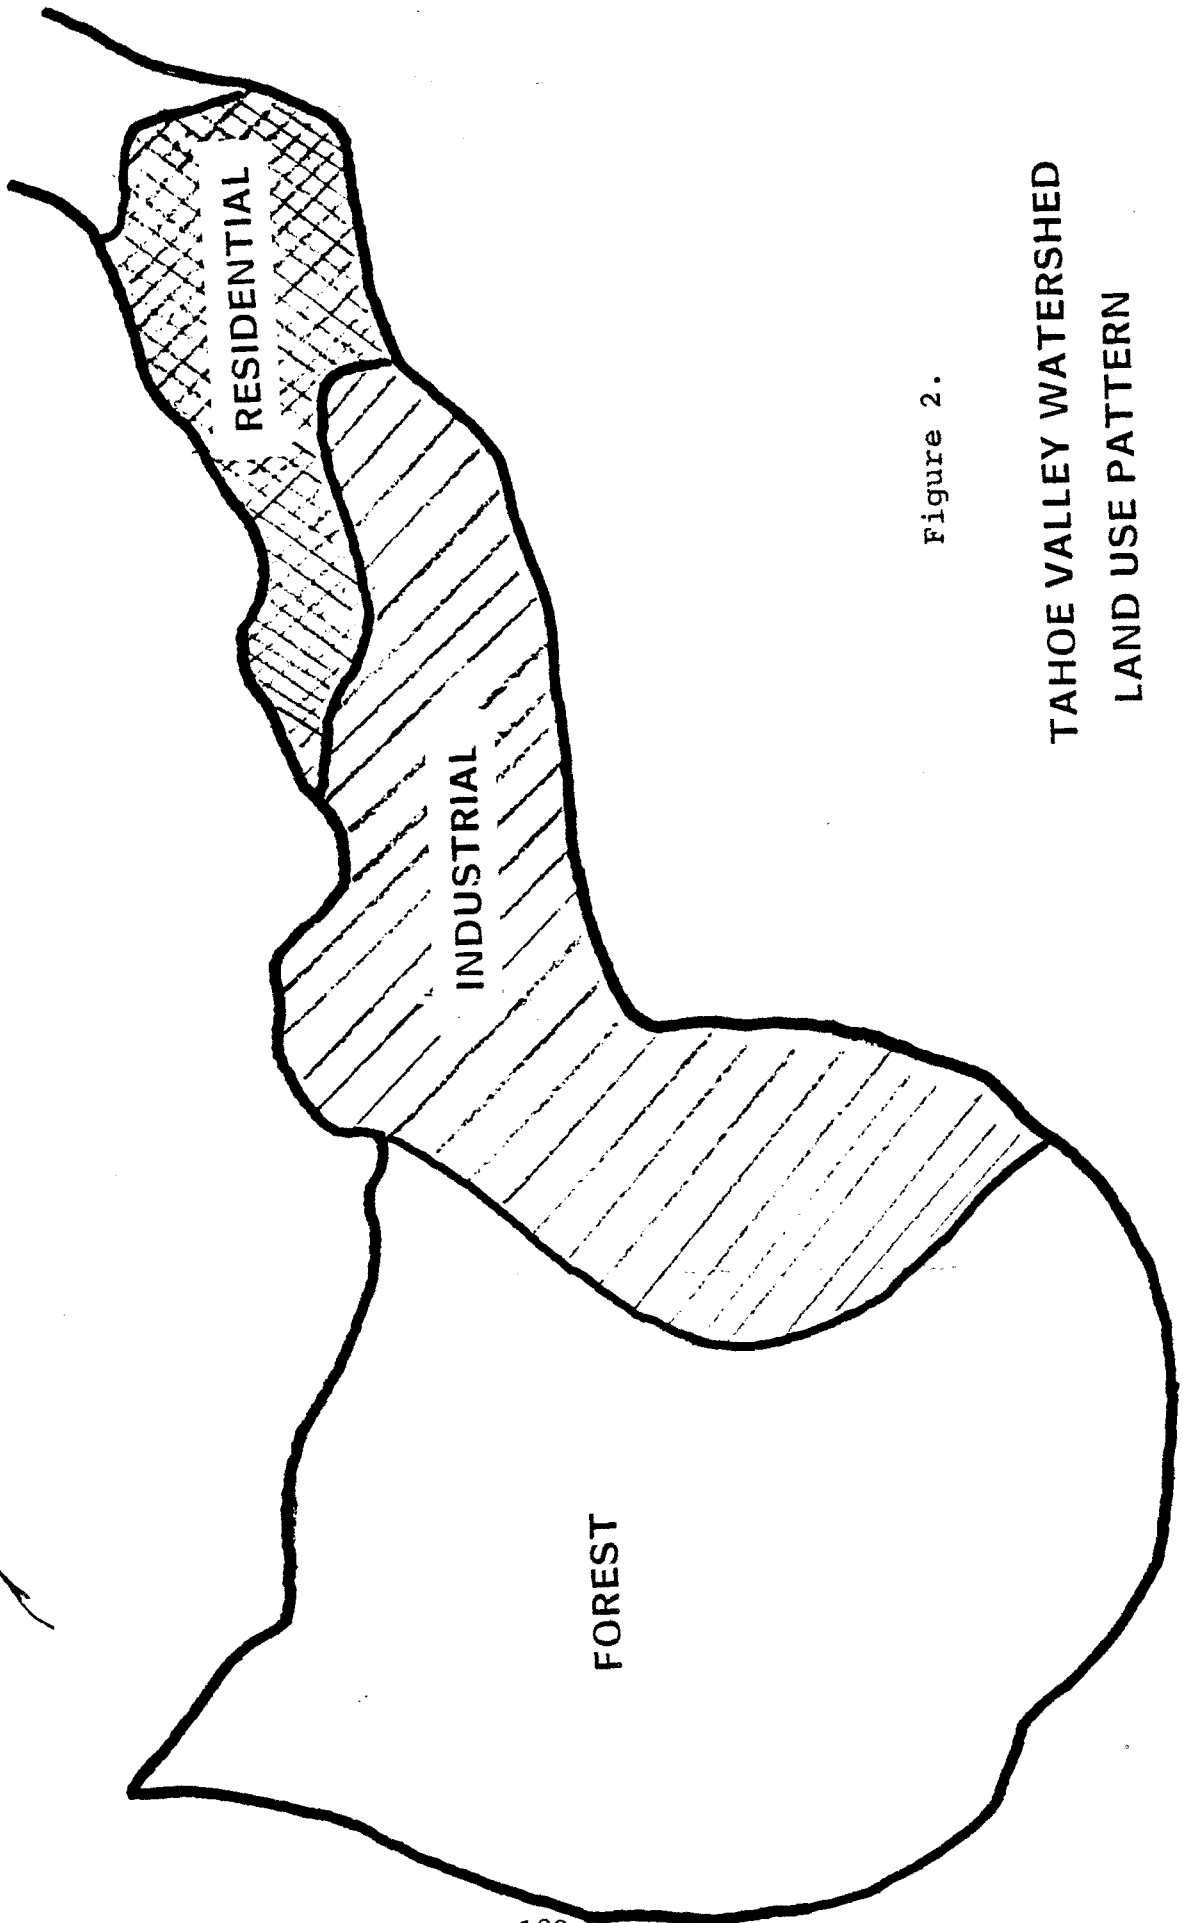 RESIDENTIAL
INDUSTRIAL
FOREST
Figure 2.
TAHOE VALLEY WATERSHED
LAND USE PATTERN